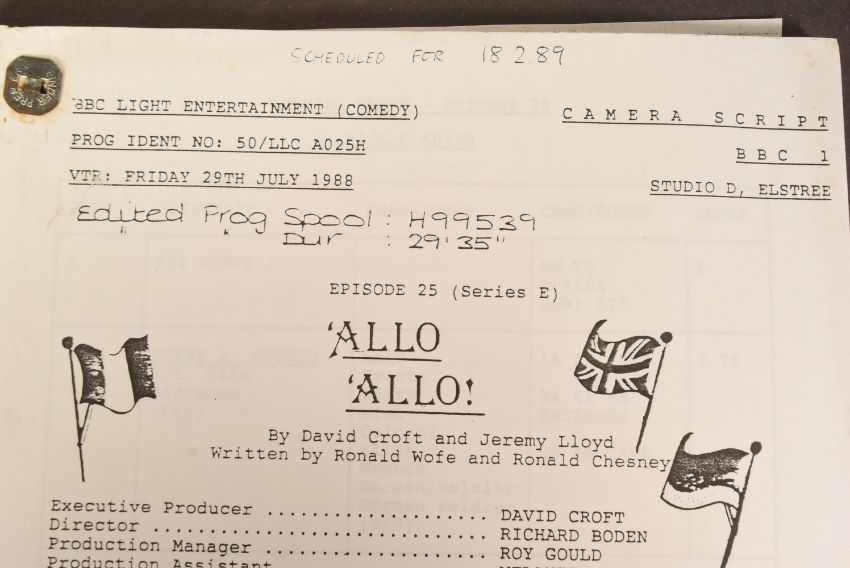 SCHEDULED FOR 18 2.89
BBC LIGHT ENTERTAINMENT (COMEDY)
CAMERA SCRIPT
PROG IDENT NO: 50/LLC A025H
BBC 1
VTR: FRIDAY 29TH JULY 1988
STUDIO D, ELSTREE
Edited Prog Spool: H99539
" " Dur : 29'35"
EPISODE 25 (Series E)
'ALLO
'ALLO!
By David Croft and Jeremy Lloyd
Written by Ronald Wofe and Ronald Chesney
Executive Producer .................... DAVID CROFT
Director .............................. RICHARD BODEN
Production Manager .................... ROY GOULD
Production Assistant